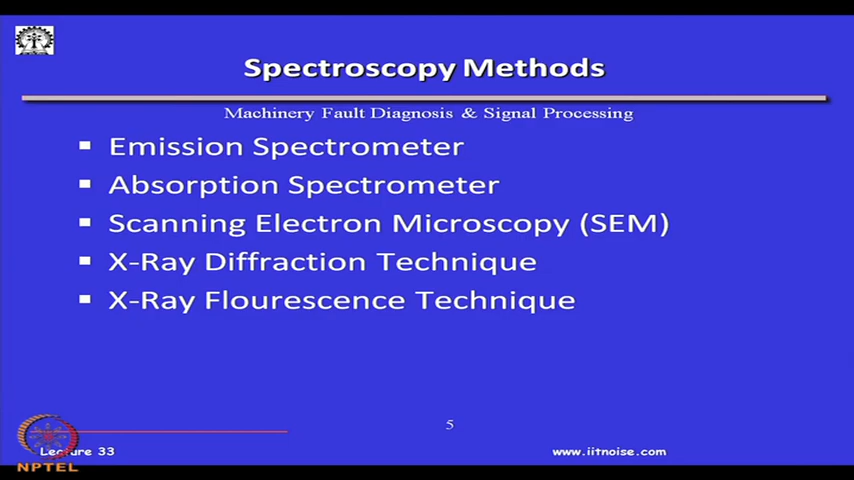 Spectroscopy Methods
Machinery Fault Diagnosis & Signal Processing
Emission Spectrometer
Absorption Spectrometer
Scanning Electron Microscopy (SEM)
X-Ray Diffraction Technique
X-Ray Flourescence Technique
5
Lecture 33
www.iitnoise.com
NPTEL